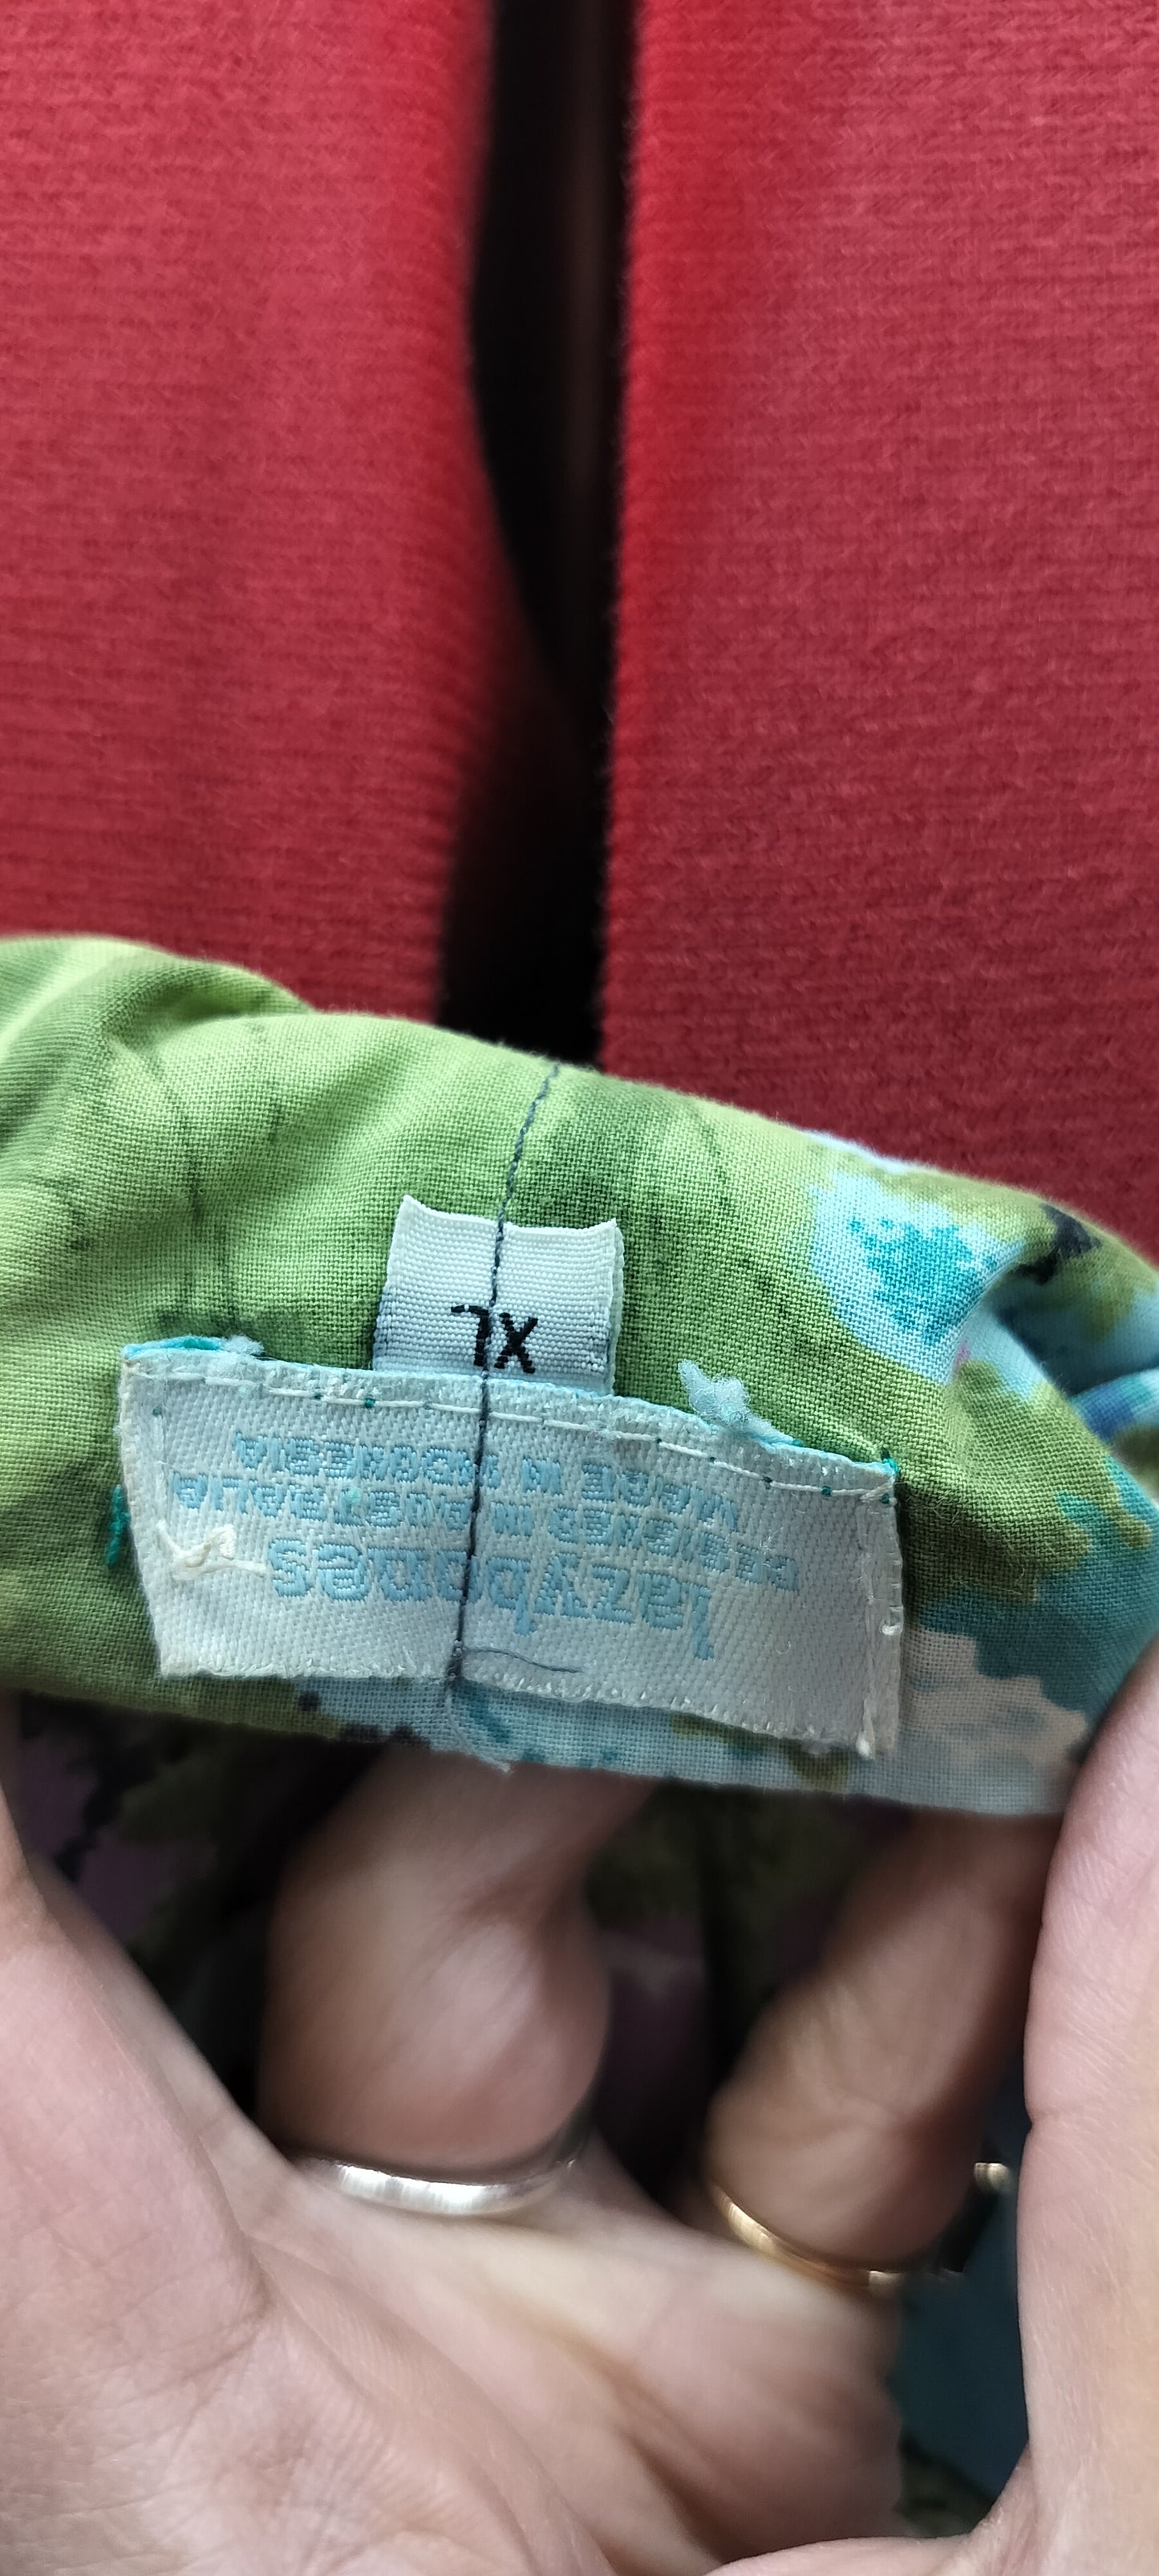 lazybones
DESIGNED IN AUSTRALIA
MADE IN INDONESIA
XL